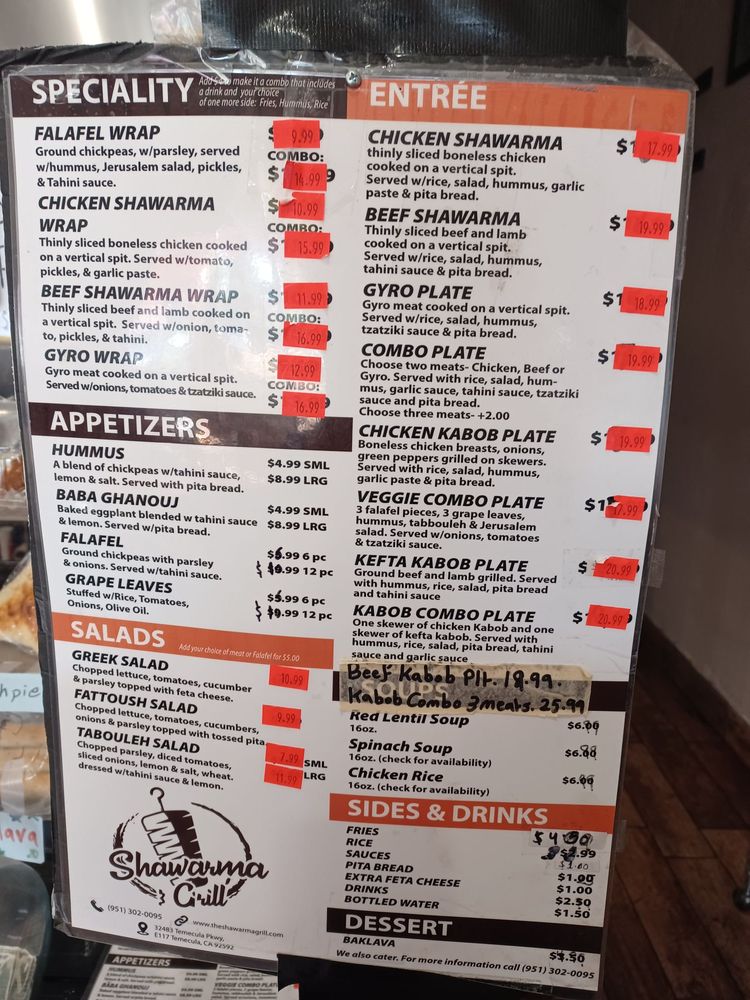 SPECIALITY
Add $ to make it a combo that includes
a drink and your choice
of one more side: Fries, Hummus, Rice
FALAFEL WRAP
Ground chickpeas, w/parsley, served
w/hummus, Jerusalem salad, pickles,
& Tahini sauce.
9.99
COMBO:
14.99
CHICKEN SHAWARMA
WRAP
Thinly sliced boneless chicken cooked
on a vertical spit. Served w/tomato,
pickles, & garlic paste.
10.99
COMBO:
15.99
BEEF SHAWARMA WRAP
Thinly sliced beef and lamb cooked on
a vertical spit. Served w/onion, toma-
to, pickles, & tahini.
11.99
COMBO:
16.99
GYRO WRAP
Gyro meat cooked on a vertical spit.
Served w/onions, tomatoes & tzatziki sauce.
12.99
COMBO:
16.99
APPETIZERS
HUMMUS
A blend of chickpeas w/tahini sauce,
lemon & salt. Served with pita bread.
$4.99 SML
$8.99 LRG
BABA GHANOUJ
Baked eggplant blended w tahini sauce
& lemon. Served w/pita bread.
$4.99 SML
$8.99 LRG
FALAFEL
Ground chickpeas with parsley
& onions. Served w/tahini sauce.
.99 6 pc
.99 12 pc
GRAPE LEAVES
Stuffed w/Rice, Tomatoes,
Onions, Olive Oil.
.99 6 pc
.99 12 pc
SALADS
Add your choice of meat or Falafel for $5.00
GREEK SALAD
Chopped lettuce, tomatoes, cucumber
& parsley topped with feta cheese.
10.99
FATTOUSH SALAD
Chopped lettuce, tomatoes, cucumbers,
onions & parsley topped with tossed pita
9.99
TABOULEH SALAD
Chopped parsley, diced tomatoes,
sliced onions, lemon & salt, wheat.
dressed w/tahini sauce & lemon.
7.99 SML
11.99 LRG
Shawarma
Grill
(951) 302-0095
www.theshawarmagrill.com
32483 Temecula Pkwy,
E117 Temecula, CA 92592
ENTRÉE
CHICKEN SHAWARMA
thinly sliced boneless chicken
cooked on a vertical spit.
Served w/rice, salad, hummus, garlic
paste & pita bread.
17.99
BEEF SHAWARMA
Thinly sliced beef and lamb
cooked on a vertical spit.
Served w/rice, salad, hummus,
tahini sauce & pita bread.
19.99
GYRO PLATE
Gyro meat cooked on a vertical spit.
Served w/rice, salad, hummus,
tzatziki sauce & pita bread.
18.99
COMBO PLATE
Choose two meats- Chicken, Beef or
Gyro. Served with rice, salad, hum-
mus, garlic sauce, tahini sauce, tzatziki
sauce and pita bread.
Choose three meats- +2.00
19.99
CHICKEN KABOB PLATE
Boneless chicken breasts, onions,
green peppers grilled on skewers.
Served with rice, salad, hummus,
garlic paste & pita bread.
19.99
VEGGIE COMBO PLATE
3 falafel pieces, 3 grape leaves,
hummus, tabbouleh & Jerusalem
salad. Served w/onions, tomatoes
& tzatziki sauce.
17.99
KEFTA KABOB PLATE
Ground beef and lamb grilled. Served
with hummus, rice, salad, pita bread
and tahini sauce
20.99
KABOB COMBO PLATE
One skewer of chicken Kabob and one
skewer of kefta kabob. Served with
hummus, rice, salad, pita bread, tahini
sauce and garlic sauce
20.99
Beef Kabob Plt. 18.99.
Kabob Combo 3 meats. 25.99
Red Lentil Soup
16oz.
Spinach Soup
16oz. (check for availability)
Chicken Rice
16oz. (check for availability)
SIDES & DRINKS
FRIES
RICE
SAUCES
PITA BREAD
EXTRA FETA CHEESE
DRINKS
BOTTLED WATER
$1.00
$1.00
$2.50
$1.50
DESSERT
BAKLAVA
We also cater. For more information call (951) 302-0095
APPETIZERS
HUMMUS
BABA GHANOUJ